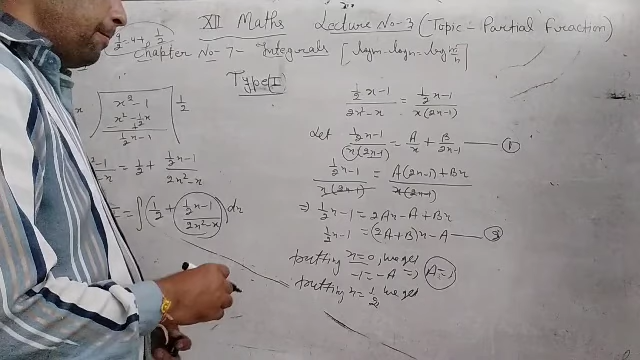 XII Maths Lecture No-3 (Topic - Partial Fraction)
Chapter No-7- Integrals [logm - logn = log m/n]
Type I
x²-1
1/2
x² - 1/2x
1/2x - 1
= 1/2 + (1/2x-1)/(2x²-x)
I = ∫(1/2 + (1/2x-1)/(2x²-x))dx
(1/2x-1)/(2x²-x) = (1/2x-1)/(x(2x-1))
Let (1/2x-1)/(x(2x-1)) = A/x + B/(2x-1) —— ①
(1/2x-1)/(x(2x-1)) = (A(2x-1)+Bx)/(x(2x-1))
⇒ 1/2x-1 = 2Ax-A+Bx
1/2x-1 = (2A+B)x-A —— ②
Putting x=0, we get
-1 = -A ⇒ A=1
Putting x = 1/2 we get